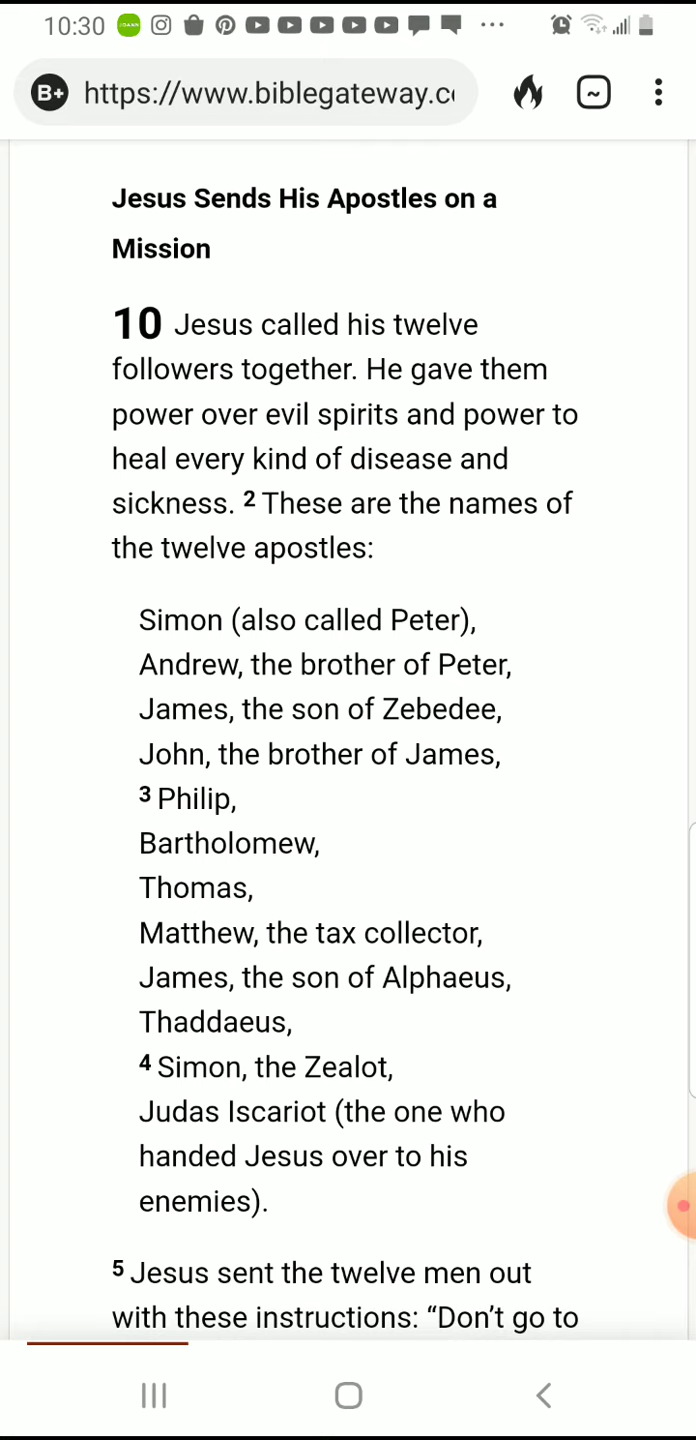 10:30
JOANN
B+ https://www.biblegateway.c
~
Jesus Sends His Apostles on a
Mission
10 Jesus called his twelve
followers together. He gave them
power over evil spirits and power to
heal every kind of disease and
sickness. 2 These are the names of
the twelve apostles:
Simon (also called Peter),
Andrew, the brother of Peter,
James, the son of Zebedee,
John, the brother of James,
3 Philip,
Bartholomew,
Thomas,
Matthew, the tax collector,
James, the son of Alphaeus,
Thaddaeus,
4 Simon, the Zealot,
Judas Iscariot (the one who
handed Jesus over to his
enemies).
5 Jesus sent the twelve men out
with these instructions: “Don’t go to